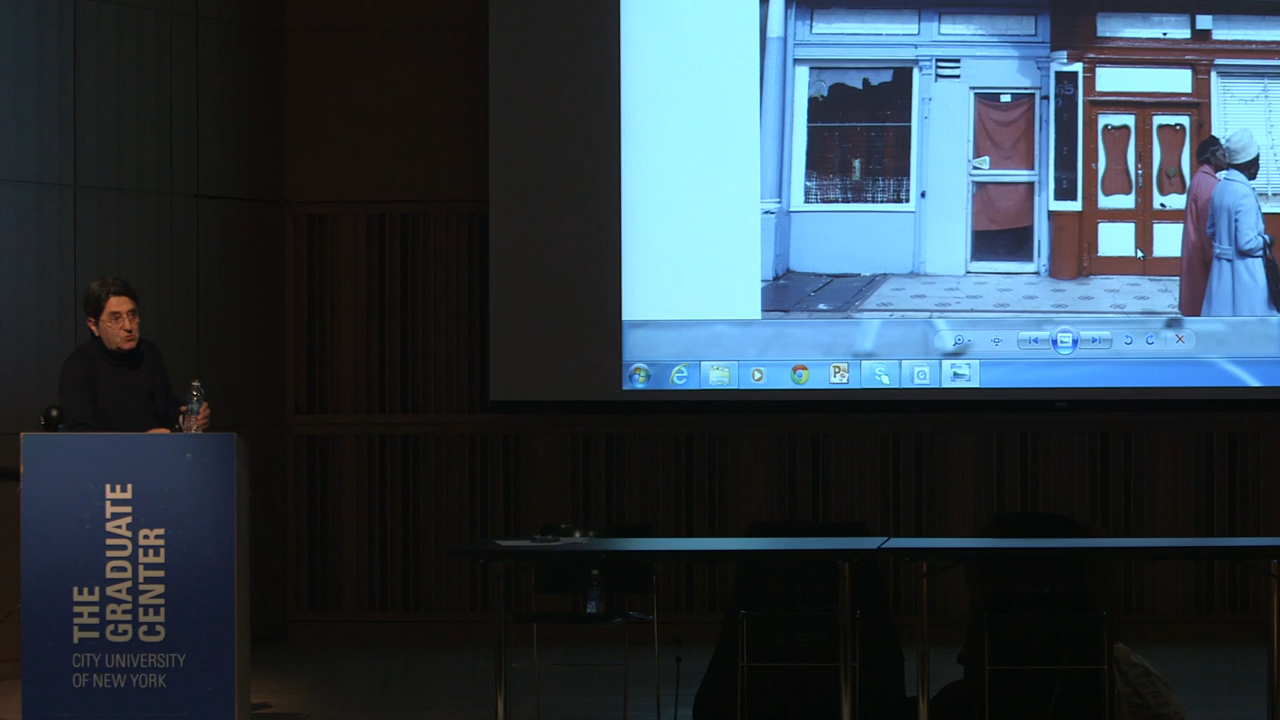 THE
GRADUATE
CENTER
CITY UNIVERSITY
OF NEW YORK